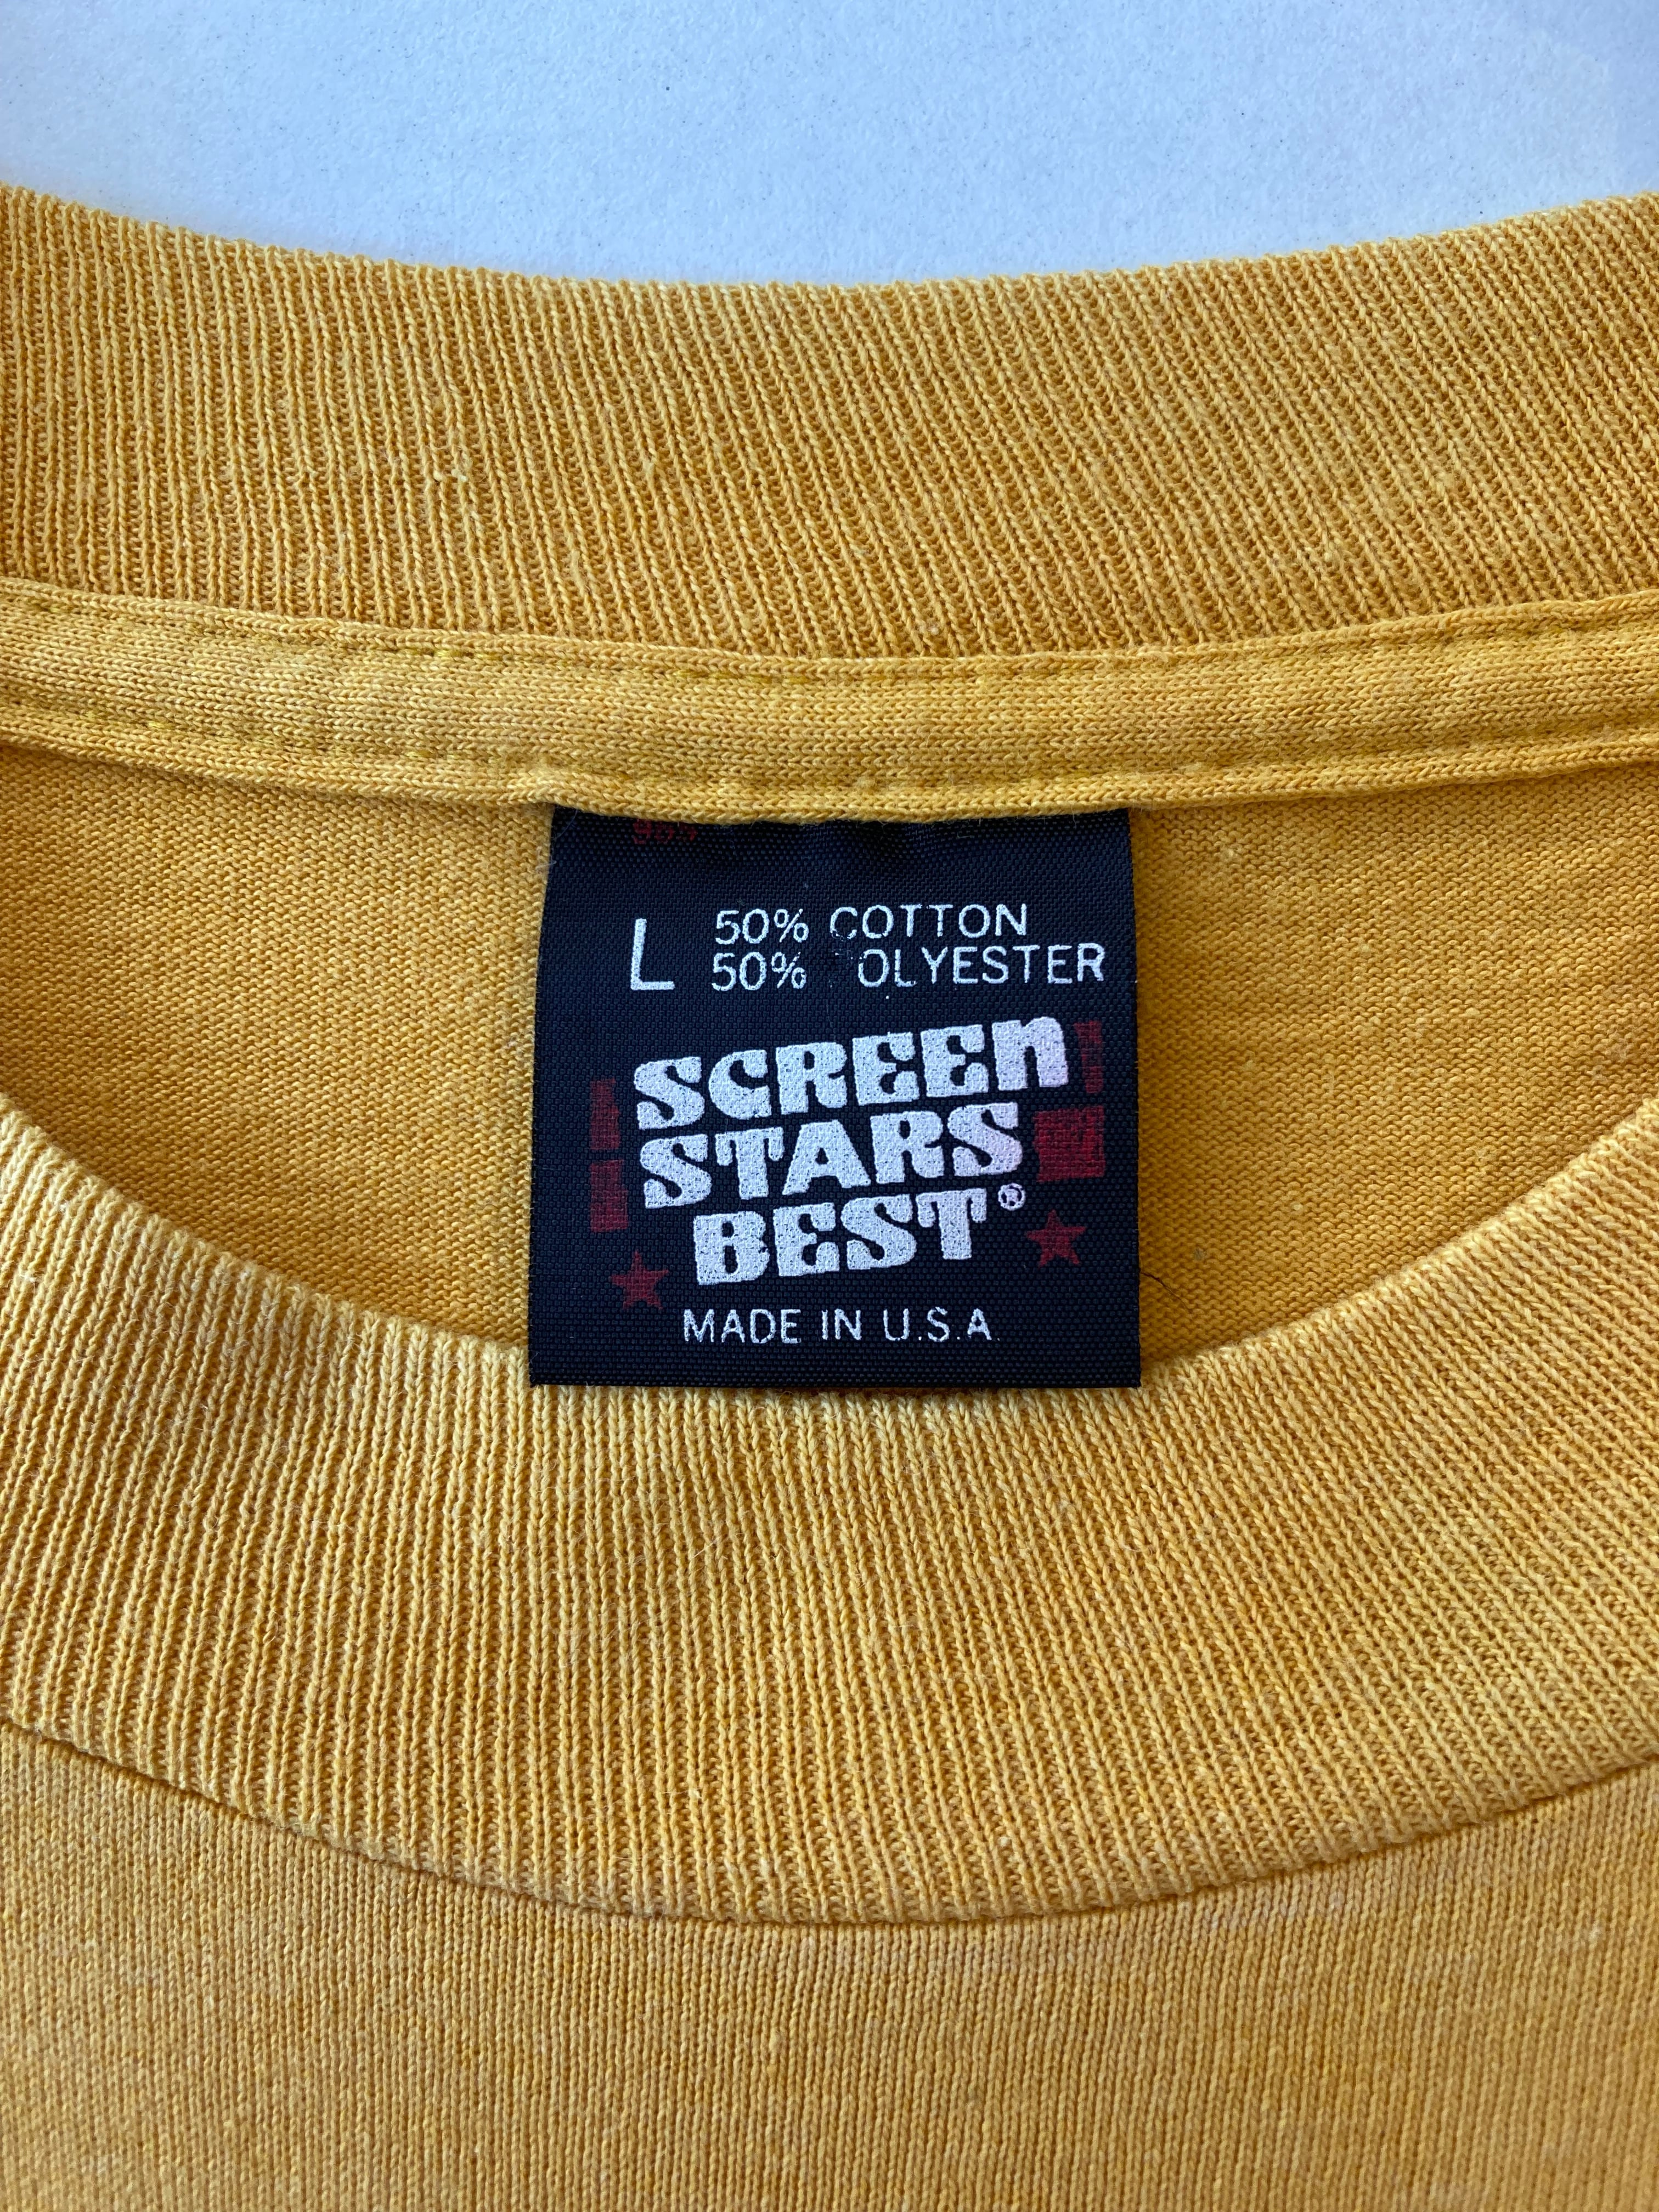 L 50% COTTON
50% POLYESTER
SCREEN
STARS
BEST®
MADE IN U.S.A.